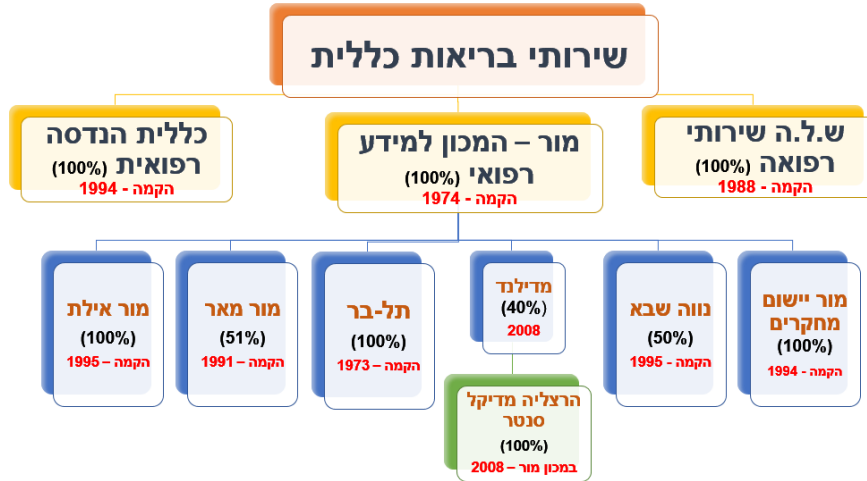 שירותי בריאות כללית
ש.ל.ה שירותי
רפואה (100%)
הקמה - 1988
מור – המכון למידע
רפואי (100%)
הקמה - 1974
כללית הנדסה
רפואית (100%)
הקמה - 1994
מור יישום
מחקרים
(100%)
הקמה - 1994
נווה שבא
(50%)
הקמה - 1995
מדילנד
(40%)
2008
תל-בר
(100%)
הקמה – 1973
מור מאר
(51%)
הקמה – 1991
מור אילת
(100%)
הקמה – 1995
הרצליה מדיקל
סנטר
(100%)
במכון מור – 2008